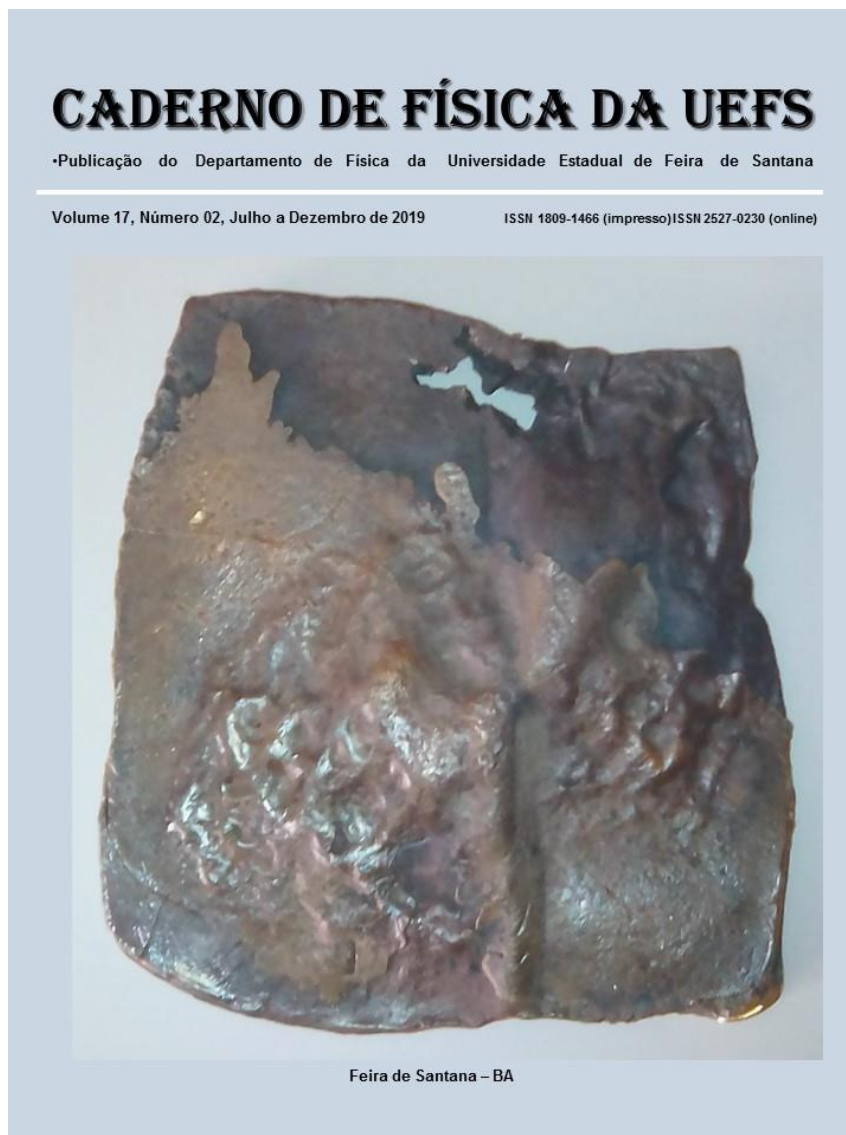 CADERNO DE FÍSICA DA UEFS
•Publicação do Departamento de Física da Universidade Estadual de Feira de Santana
Volume 17, Número 02, Julho a Dezembro de 2019 ISSN 1809-1466 (impresso)ISSN 2527-0230 (online)
Feira de Santana – BA